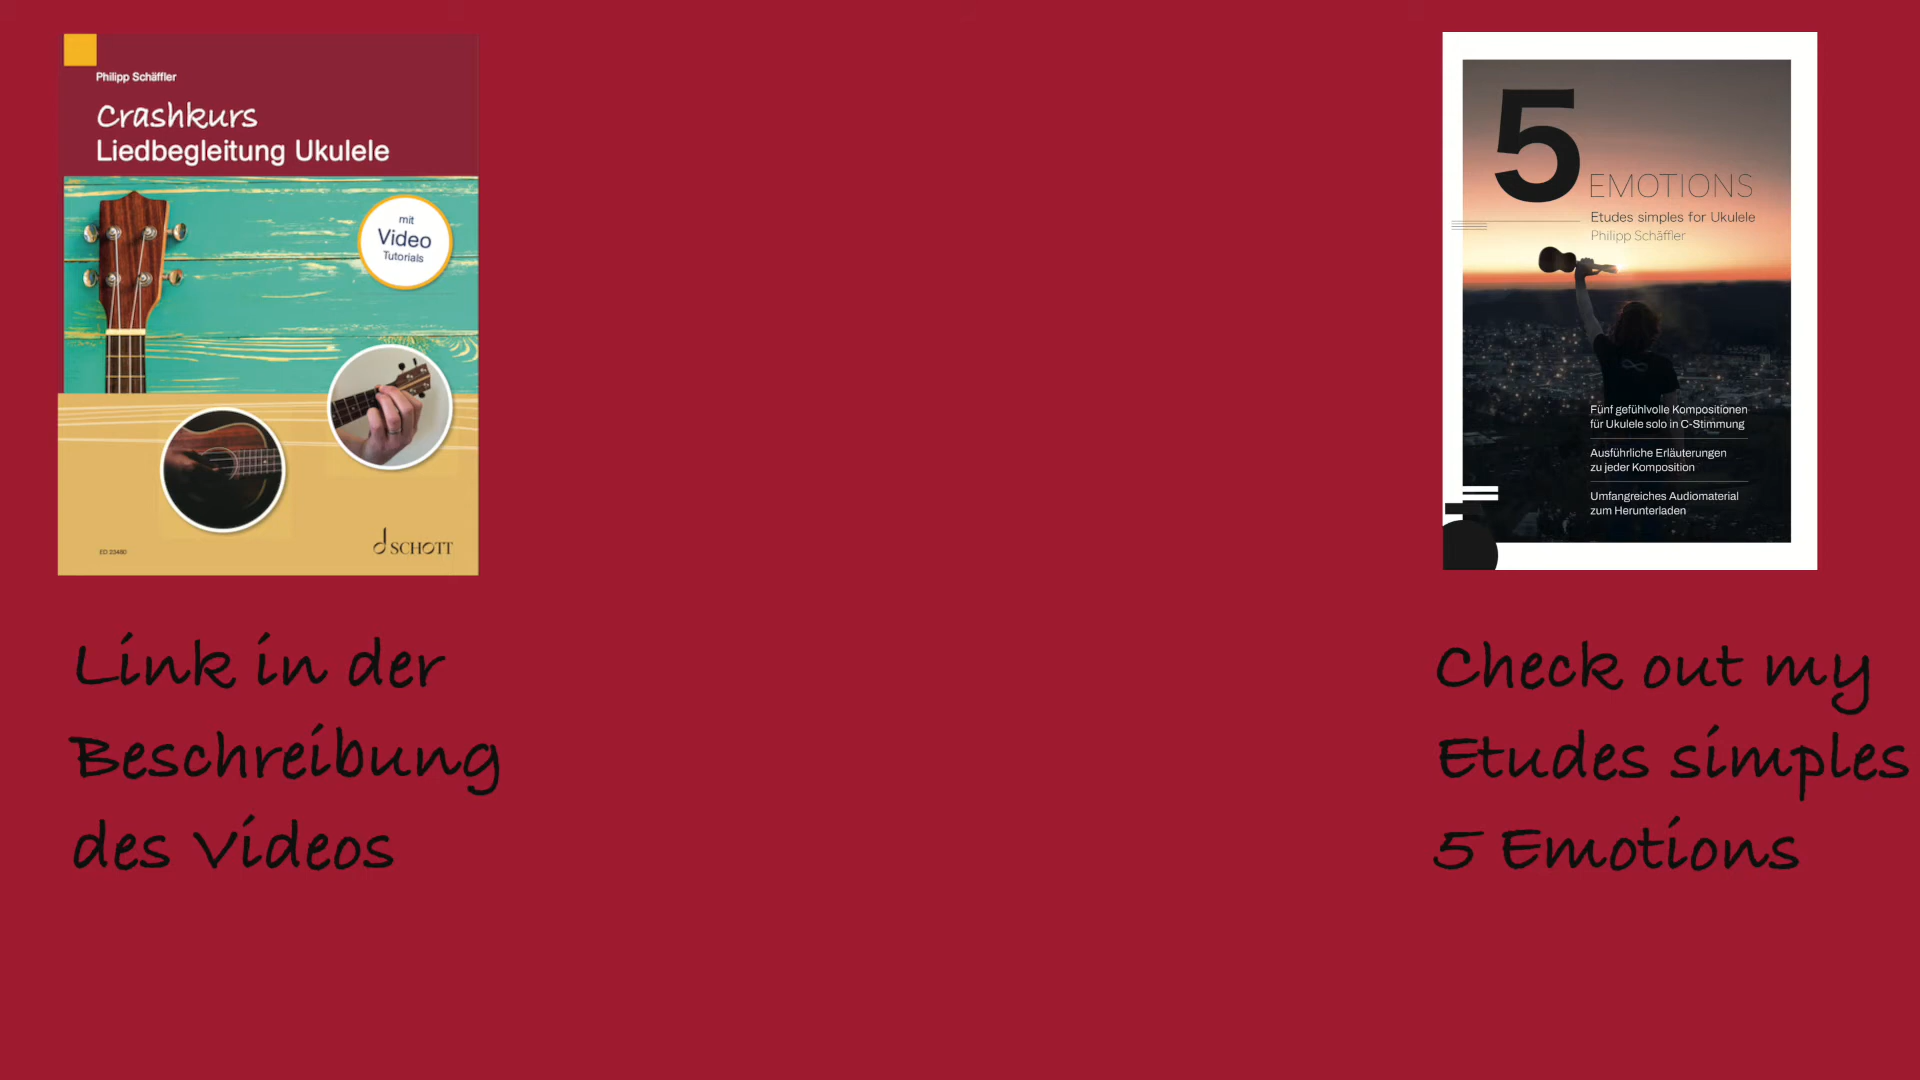 Philipp Schäffler
Crashkurs
Liedbegleitung Ukulele
mit
Video
Tutorials
ED 23480
SCHOTT
Link in der
Beschreibung
des Videos
5 EMOTIONS
Etudes simples for Ukulele
Philipp Schäffler
Fünf gefühlvolle Kompositionen
für Ukulele solo in C-Stimmung
Ausführliche Erläuterungen
zu jeder Komposition
Umfangreiches Audiomaterial
zum Herunterladen
Check out my
Etudes simples
5 Emotions